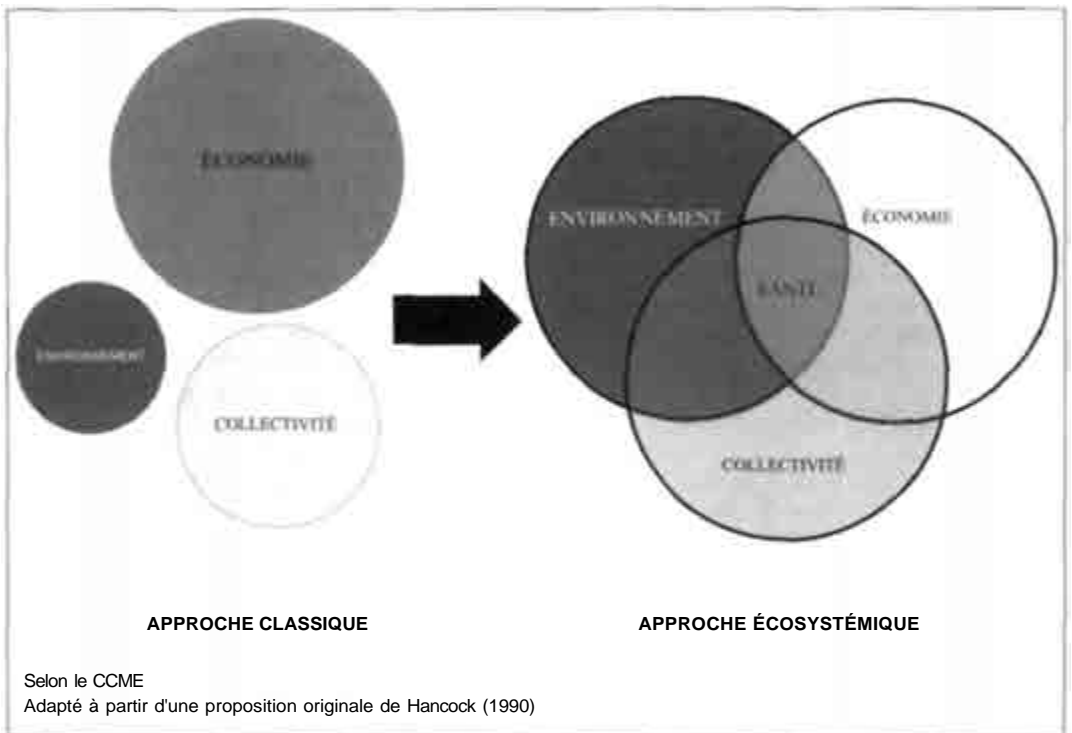 ÉCONOMIE
ENVIRONNEMENT
COLLECTIVITÉ
ENVIRONNEMENT
ÉCONOMIE
SANTÉ
COLLECTIVITÉ
APPROCHE CLASSIQUE
APPROCHE ÉCOSYSTÉMIQUE
Selon le CCME
Adapté à partir d'une proposition originale de Hancock (1990)